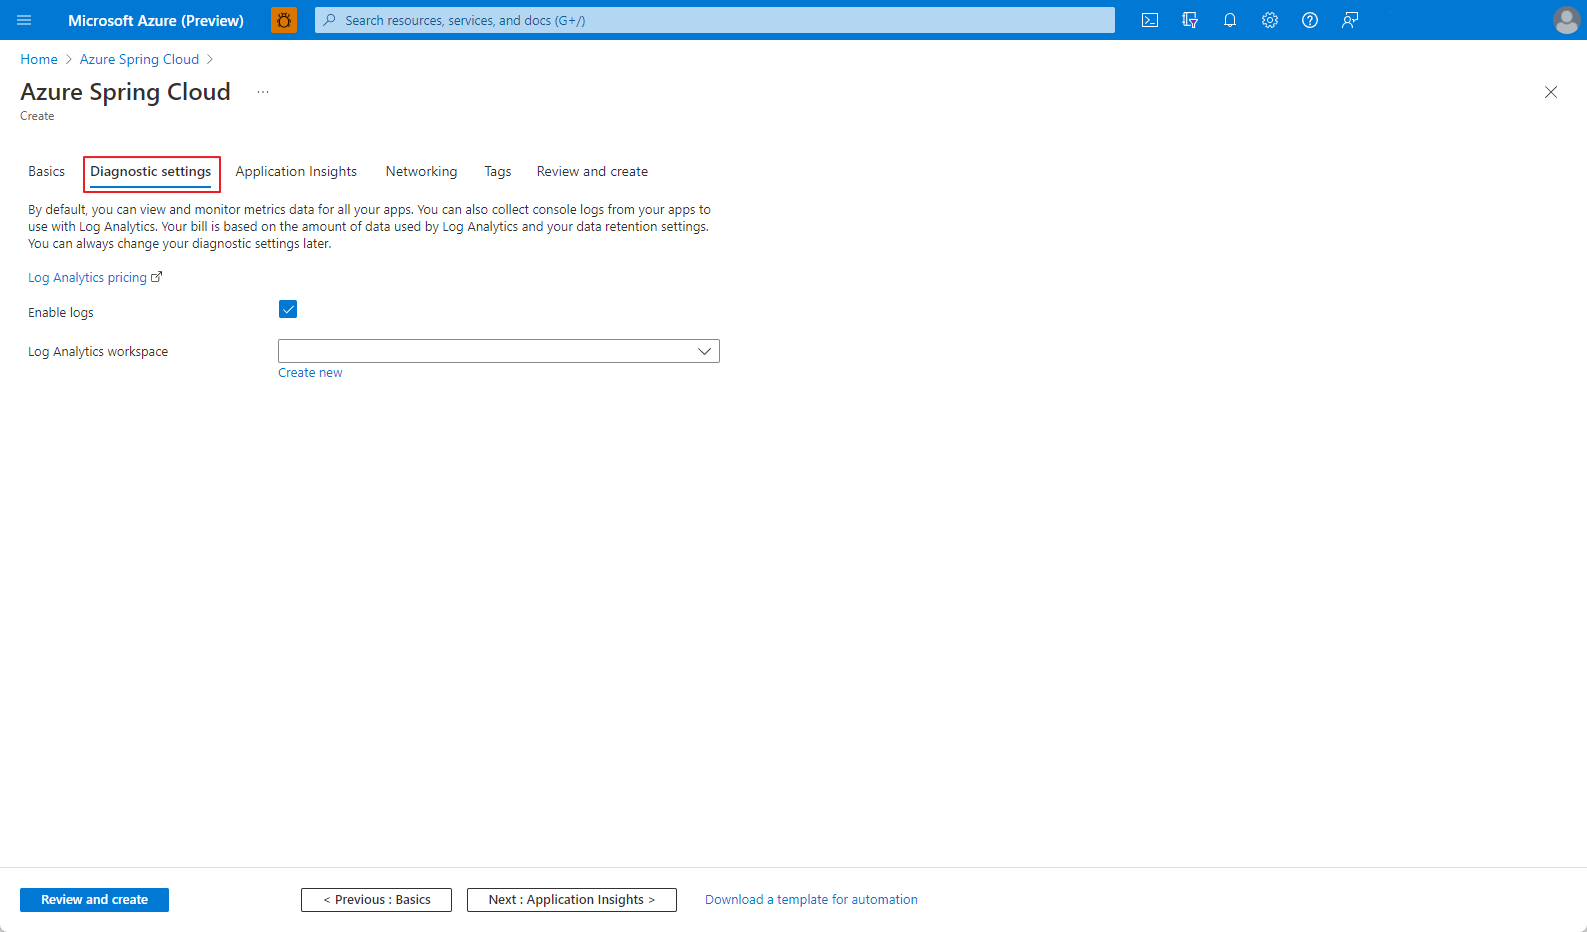 Microsoft Azure (Preview)
Search resources, services, and docs (G+/)
Home > Azure Spring Cloud >
Azure Spring Cloud ...
Create
Basics Diagnostic settings Application Insights Networking Tags Review and create
By default, you can view and monitor metrics data for all your apps. You can also collect console logs from your apps to
use with Log Analytics. Your bill is based on the amount of data used by Log Analytics and your data retention settings.
You can always change your diagnostic settings later.
Log Analytics pricing
Enable logs
Log Analytics workspace
Create new
Review and create < Previous : Basics Next : Application Insights > Download a template for automation